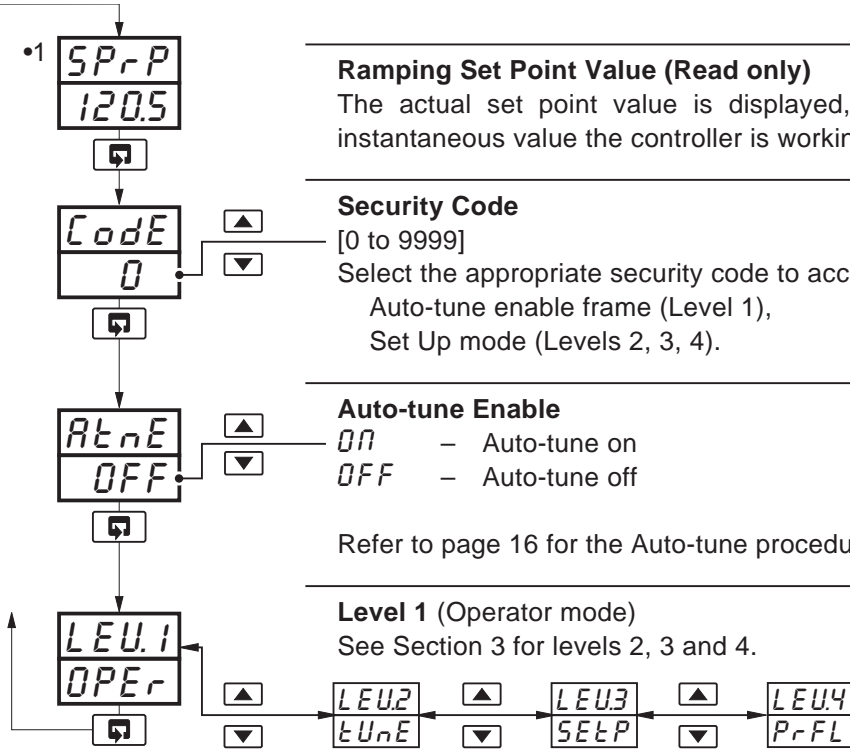 •1
SPrP
120.5
Ramping Set Point Value (Read only)
The actual set point value is displayed,
instantaneous value the controller is workin
CodE
0
Security Code
[0 to 9999]
Select the appropriate security code to acc
Auto-tune enable frame (Level 1),
Set Up mode (Levels 2, 3, 4).
AtnE
OFF
Auto-tune Enable
ON – Auto-tune on
OFF – Auto-tune off
Refer to page 16 for the Auto-tune procedu
LEV.1
OPEr
Level 1 (Operator mode)
See Section 3 for levels 2, 3 and 4.
LEV.2
tUnE
LEV.3
SEtP
LEV.4
PrFL